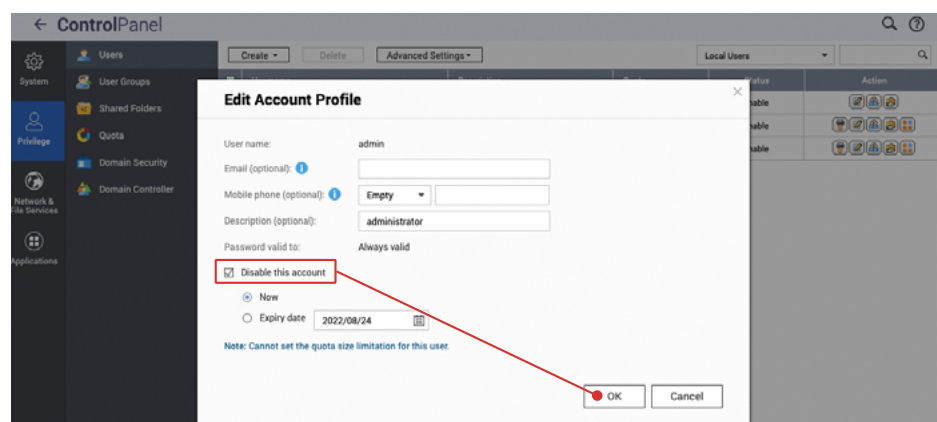 ← ControlPanel
System
Privilege
Network &
File Services
Applications
Users
User Groups
Shared Folders
Quota
Domain Security
Domain Controller
Create
Delete
Advanced Settings
Local Users
Action
Edit Account Profile
User name: admin
Email (optional):
Mobile phone (optional): Empty
Description (optional): administrator
Password valid to: Always valid
Disable this account
Now
Expiry date 2022/08/24
Note: Cannot set the quota size limitation for this user.
OK Cancel